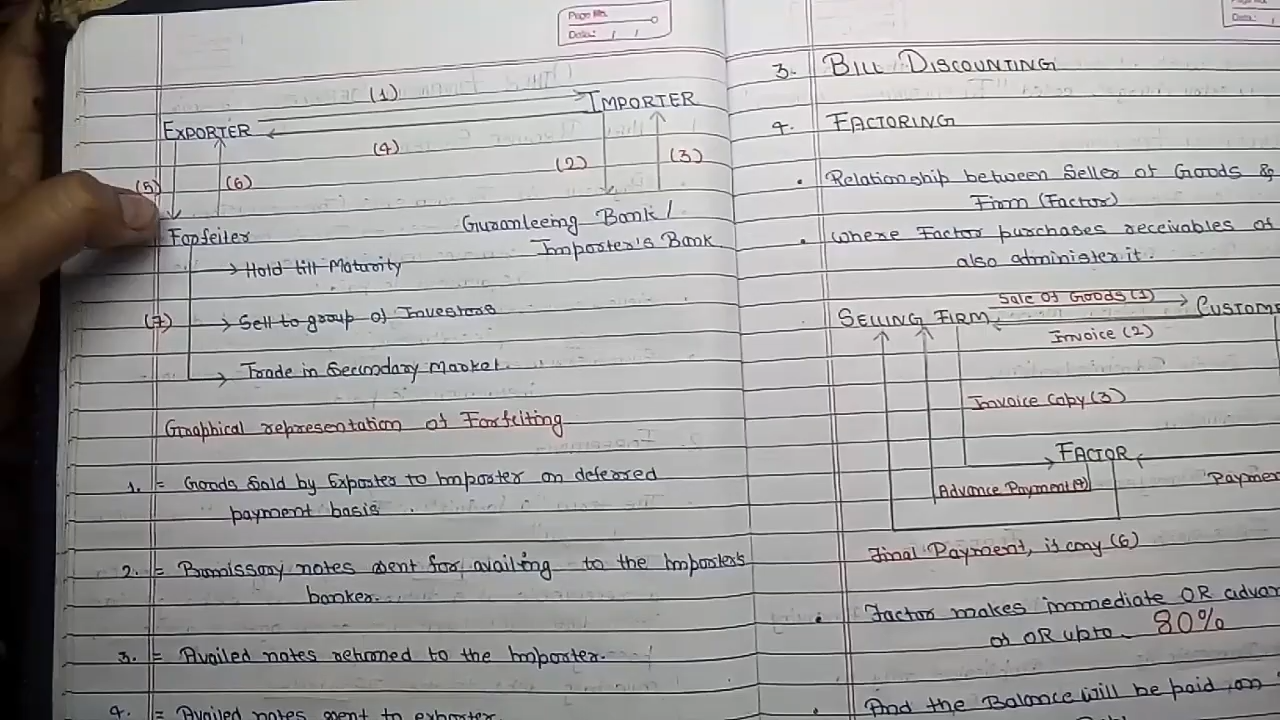 Page No.
Date: / /
(1)
EXPORTER
IMPORTER
(4)
(2)
(3)
(5)
(6)
Guranleeing Bank /
Importer's Bank
Forfeiler
Hold till Maturity
(7)
Sell to group of Investors
Trade in Secondary Market.
Graphical representation of Forfeiting
1. = Goods Sold by Exporter to Importer on deferred
payment basis.
2. = Promissory notes sent for availing to the Importer's
banker.
3. = Availed notes returned to the Importer.
4. = Availed notes sent to exporter.
Date: /
3. BILL DISCOUNTING
4. FACTORING
• Relationship between Seller of Goods &
Firm (Factor)
• Where Factor purchases receivables of
also administer it.
Sale Of Goods (1)
SELLING FIRM
CUSTOME
Invoice (2)
Invoice Copy (3)
FACTOR
Advance Payment(4)
Paymen
Final Payment, if any (6)
• Factor makes immediate OR advan
of OR upto 80%
• And the Balance will be paid on